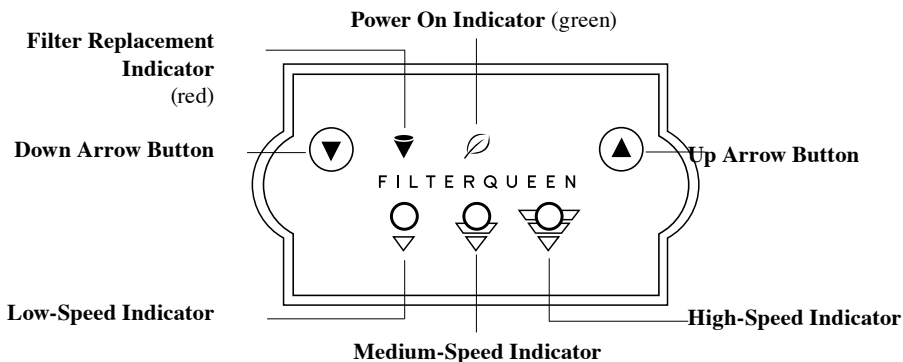 Power On Indicator (green)
Filter Replacement
Indicator
(red)
Down Arrow Button
Up Arrow Button
FILTERQUEEN
Low-Speed Indicator
High-Speed Indicator
Medium-Speed Indicator